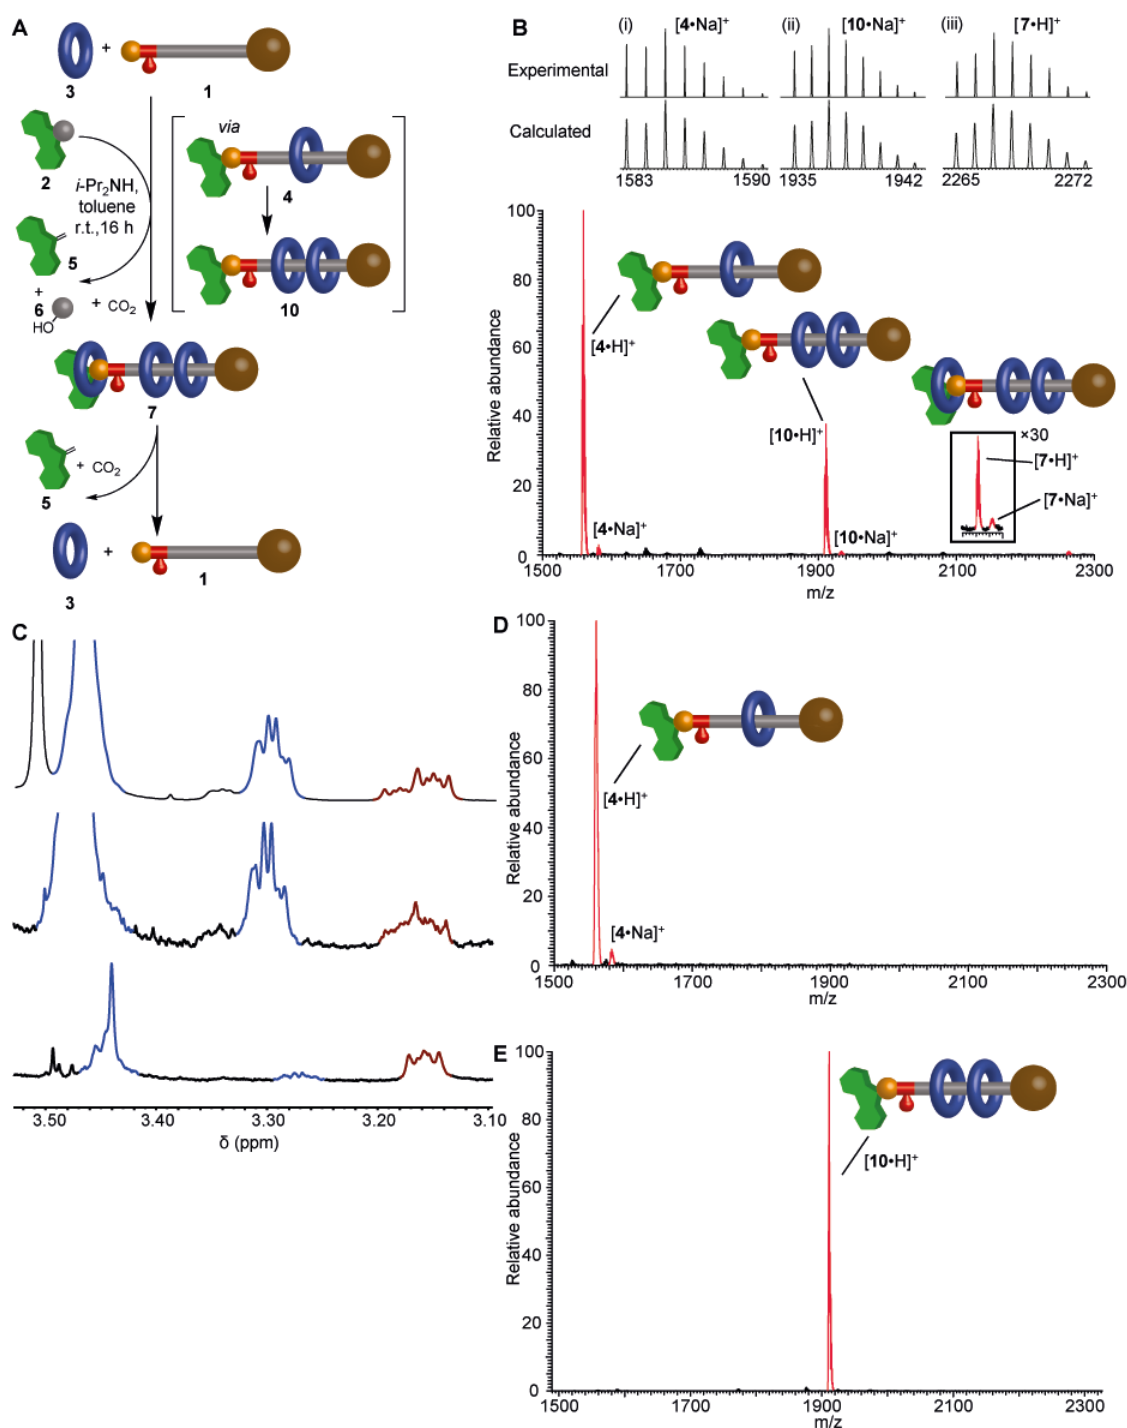 A
3
+
1
2
i-Pr₂NH,
toluene
r.t.,16 h
5
+
6
HO
+ CO₂
via
4
10
7
5
+ CO₂
3
+
1
B
(i)
[4•Na]⁺
(ii)
[10•Na]⁺
(iii)
[7•H]⁺
Experimental
Calculated
1583
1590
1935
1942
2265
2272
100
80
60
40
20
0
Relative abundance
[4•H]⁺
[4•Na]⁺
[10•H]⁺
[10•Na]⁺
×30
[7•H]⁺
[7•Na]⁺
1500
1700
1900
2100
2300
m/z
C
3.50
3.40
3.30
3.20
3.10
δ (ppm)
D
100
80
60
40
20
0
Relative abundance
[4•H]⁺
[4•Na]⁺
1500
1700
1900
2100
2300
m/z
E
100
80
60
40
20
0
Relative abundance
[10•H]⁺
1500
1700
1900
2100
2300
m/z